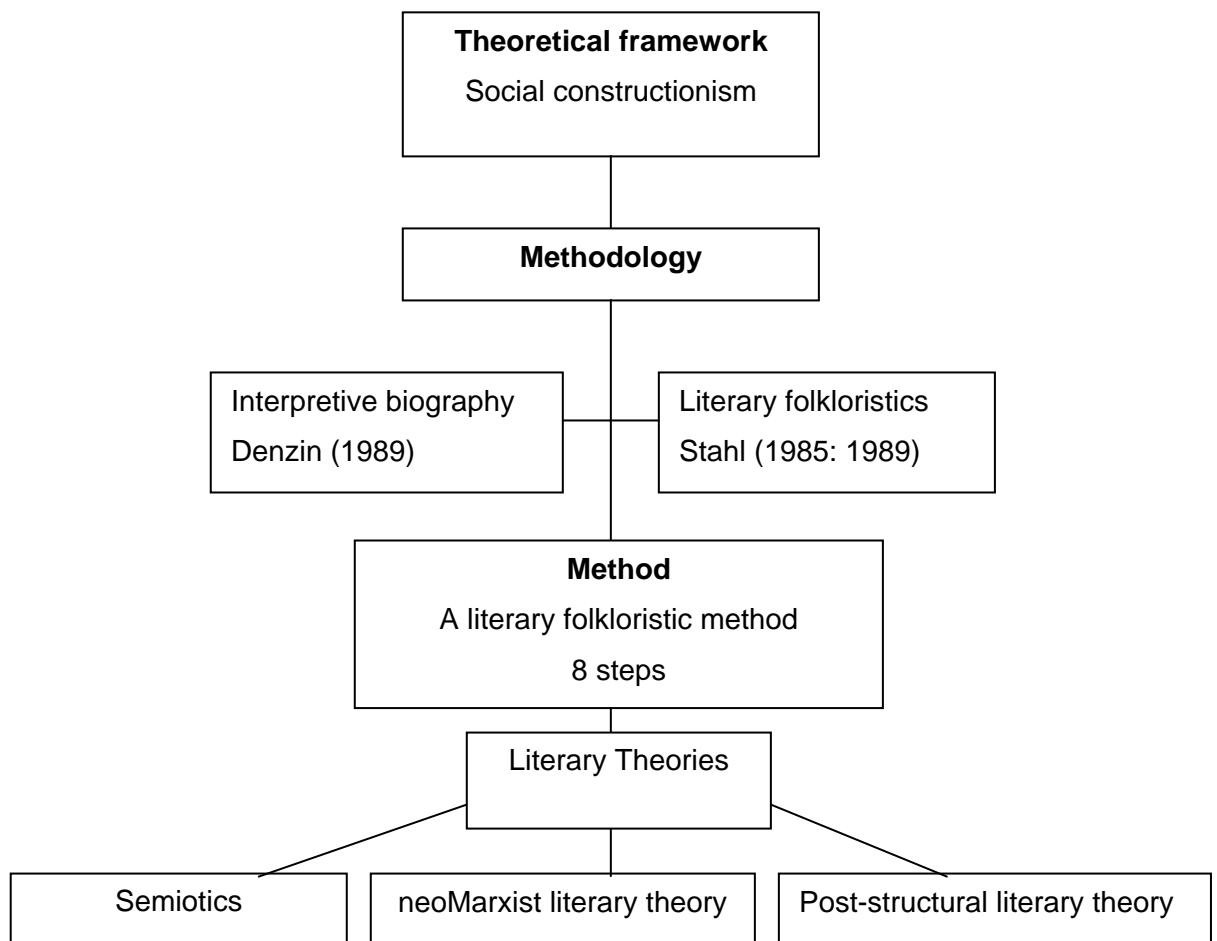 Theoretical framework
Social constructionism
Methodology
Interpretive biography
Denzin (1989)
Literary folkloristics
Stahl (1985: 1989)
Method
A literary folkloristic method
8 steps
Literary Theories
Semiotics
neoMarxist literary theory
Post-structural literary theory